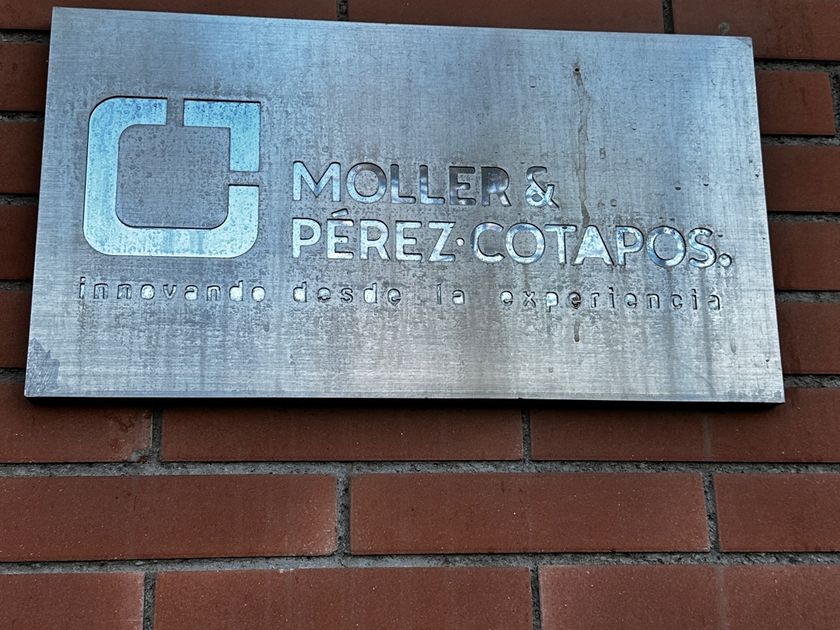 MOLLER &
PÉREZ·COTAPOS.
innovando desde la experiencia